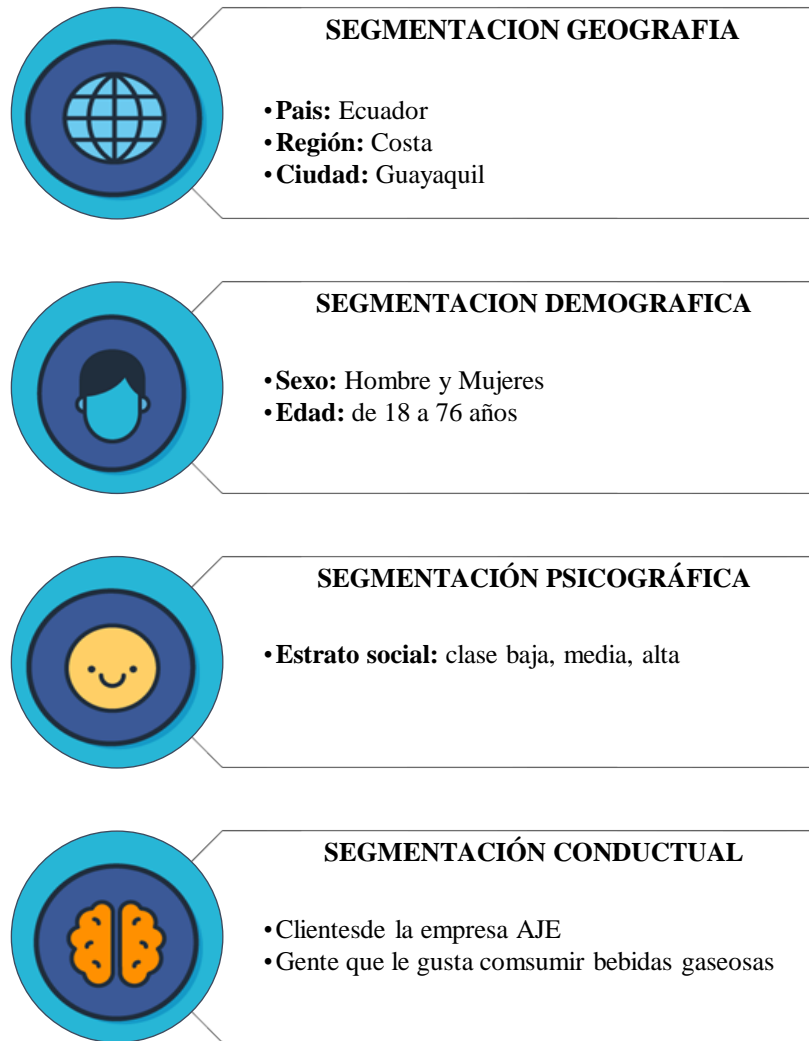 SEGMENTACION GEOGRAFIA
•Pais: Ecuador
•Región: Costa
•Ciudad: Guayaquil
SEGMENTACION DEMOGRAFICA
•Sexo: Hombre y Mujeres
•Edad: de 18 a 76 años
SEGMENTACIÓN PSICOGRÁFICA
•Estrato social: clase baja, media, alta
SEGMENTACIÓN CONDUCTUAL
•Clientesde la empresa AJE
•Gente que le gusta comsumir bebidas gaseosas